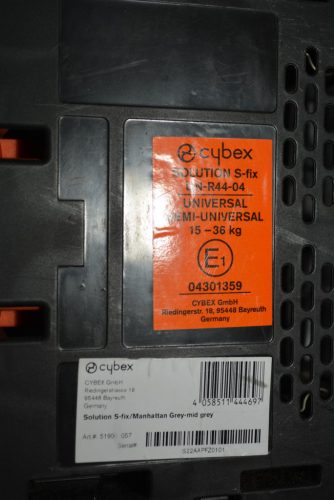 cybex
SOLUTION S-fix
UN-R44-04
UNIVERSAL
SEMI-UNIVERSAL
15 – 36 kg
E1
04301359
CYBEX GmbH
Riedingerstr. 18, 95448 Bayreuth
Germany
cybex
CYBEX GmbH
Riedingerstrasse 18
95448 Bayreuth
Germany
4 058511 444697
Solution S-fix/Manhattan Grey-mid grey
Art.# 5190 057
Serial#
S22AAPFZ0101